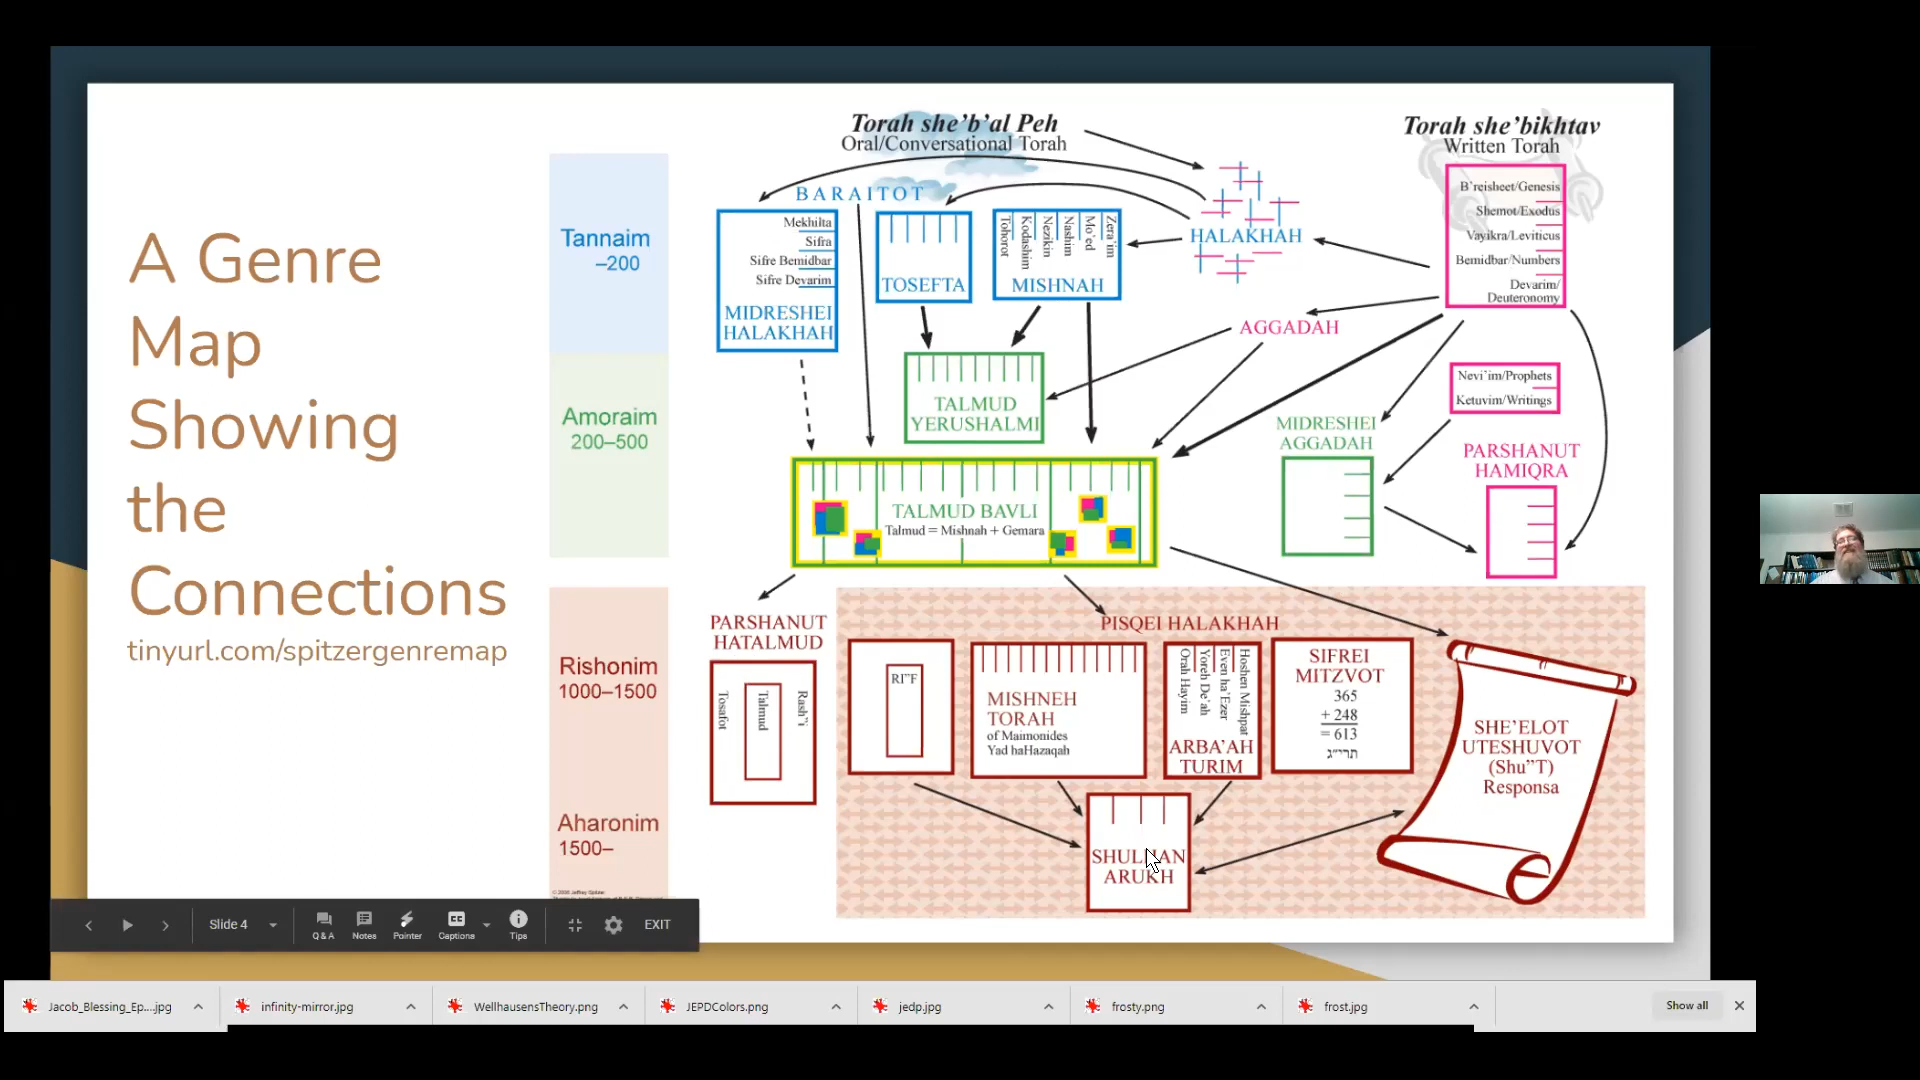 A Genre
Map
Showing
the
Connections
tinyurl.com/spitzergenremap
Tannaim
–200
Amoraim
200–500
Rishonim
1000–1500
Aharonim
1500–
Torah she’b’al Peh
Oral/Conversational Torah
Torah she’bikhtav
Written Torah
B’reisheet/Genesis
Shemot/Exodus
Vayikra/Leviticus
Bemidbar/Numbers
Devarim/
Deuteronomy
BARAITOT
Mekhilta
Sifra
Sifre Bemidbar
Sifre Devarim
MIDRESHEI
HALAKHAH
TOSEFTA
Tohorot
Kodashim
Nezikin
Nashim
Mo’ed
Zera’im
MISHNAH
HALAKHAH
AGGADAH
TALMUD
YERUSHALMI
Nevi’im/Prophets
Ketuvim/Writings
MIDRESHEI
AGGADAH
PARSHANUT
HAMIQRA
TALMUD BAVLI
Talmud = Mishnah + Gemara
PARSHANUT
HATALMUD
Tosafot
Talmud
Rash”i
PISQEI HALAKHAH
RI”F
MISHNEH
TORAH
of Maimonides
Yad haHazaqah
Orah Hayim
Yoreh De’ah
Even ha’Ezer
Hoshen Mishpat
ARBA’AH
TURIM
SIFREI
MITZVOT
365
+ 248
= 613
תרי״ג
SHE’ELOT
UTESHUVOT
(Shu”T)
Responsa
SHULHAN
ARUKH
Slide 4
Q & A
Notes
Pointer
Captions
Tips
EXIT
Jacob_Blessing_Ep....jpg
infinity-mirror.jpg
WellhausensTheory.png
JEPDColors.png
jedp.jpg
frosty.png
frost.jpg
Show all